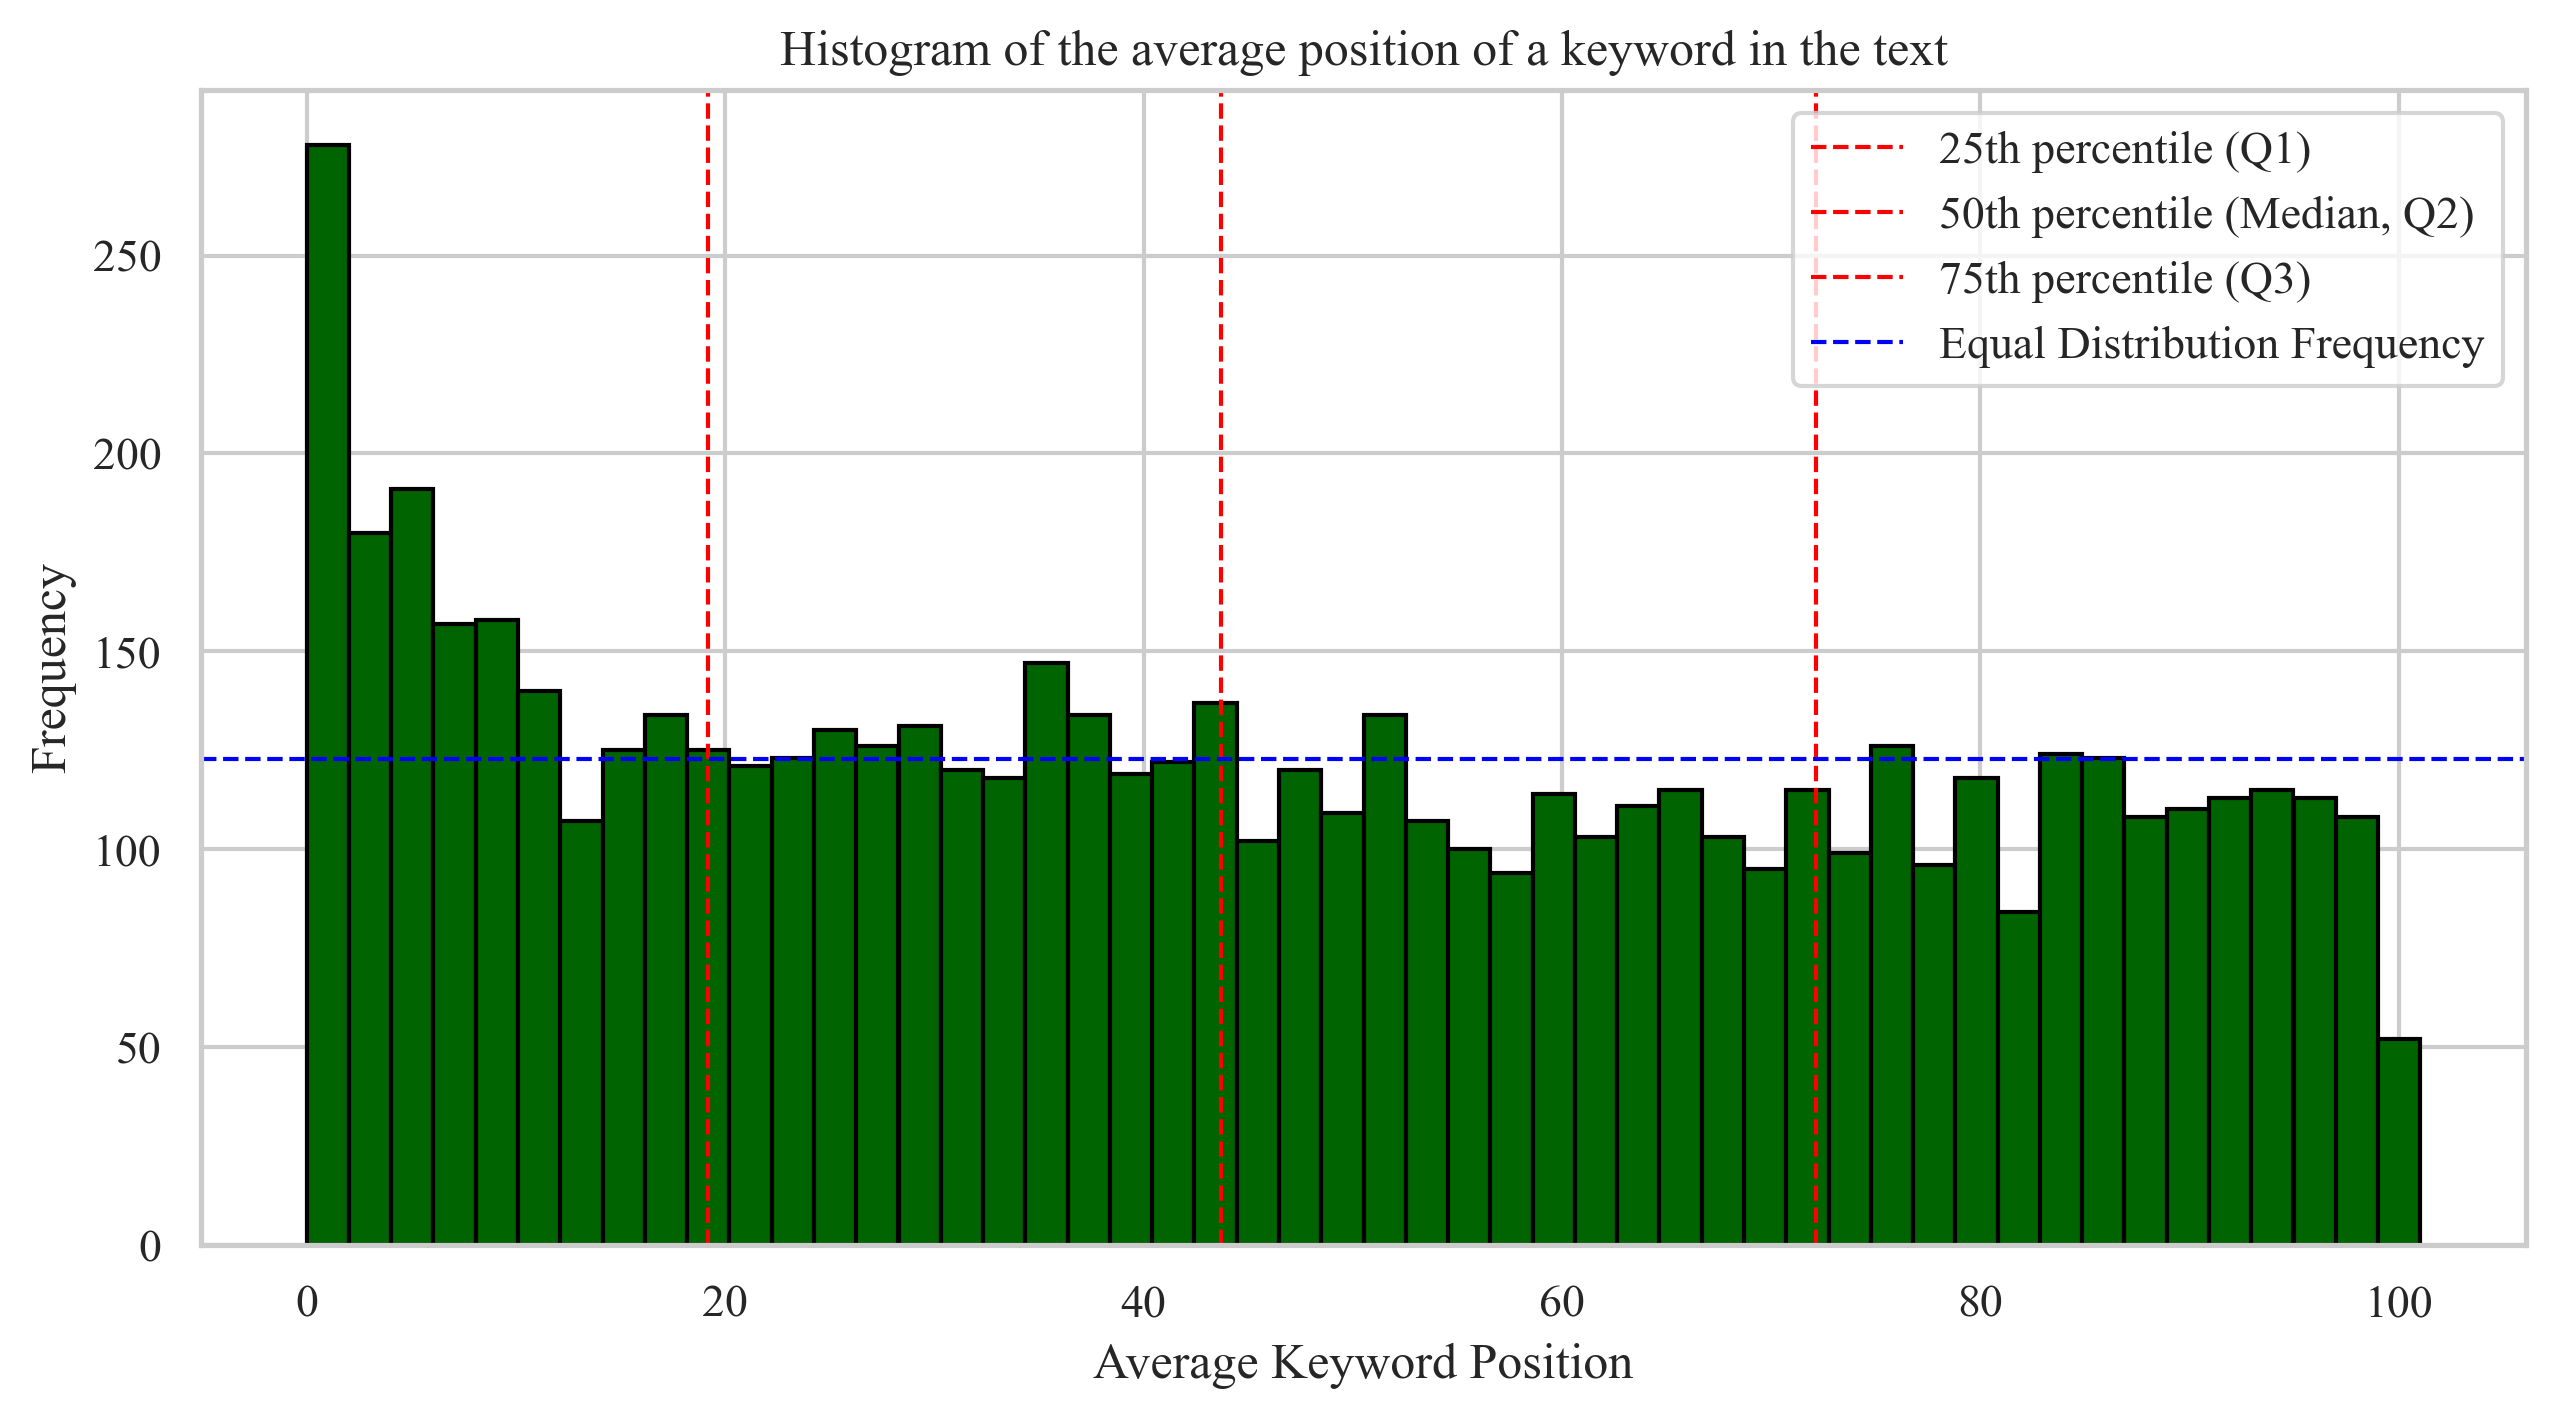 Histogram of the average position of a keyword in the text
25th percentile (Q1)
50th percentile (Median, Q2)
75th percentile (Q3)
Equal Distribution Frequency
Frequency
250
200
150
100
50
0
0 20 40 60 80 100
Average Keyword Position